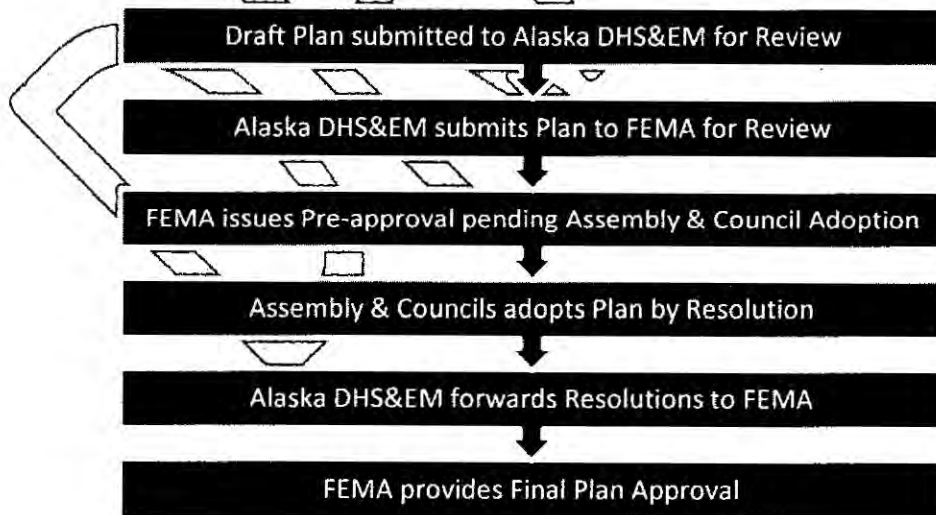 Draft Plan submitted to Alaska DHS&EM for Review
Alaska DHS&EM submits Plan to FEMA for Review
FEMA issues Pre-approval pending Assembly & Council Adoption
Assembly & Councils adopts Plan by Resolution
Alaska DHS&EM forwards Resolutions to FEMA
FEMA provides Final Plan Approval